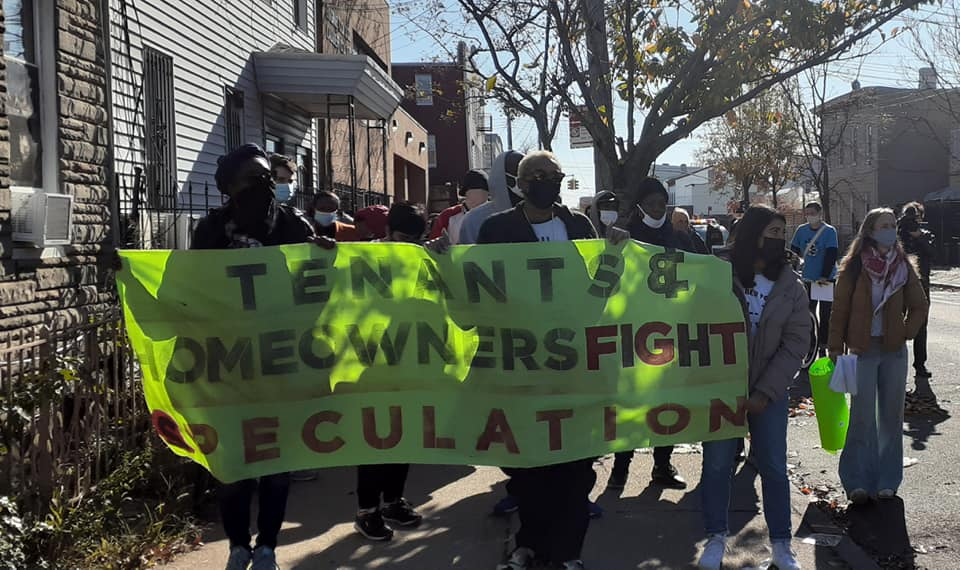 TENANTS &
HOMEOWNERS FIGHT
SPECULATION